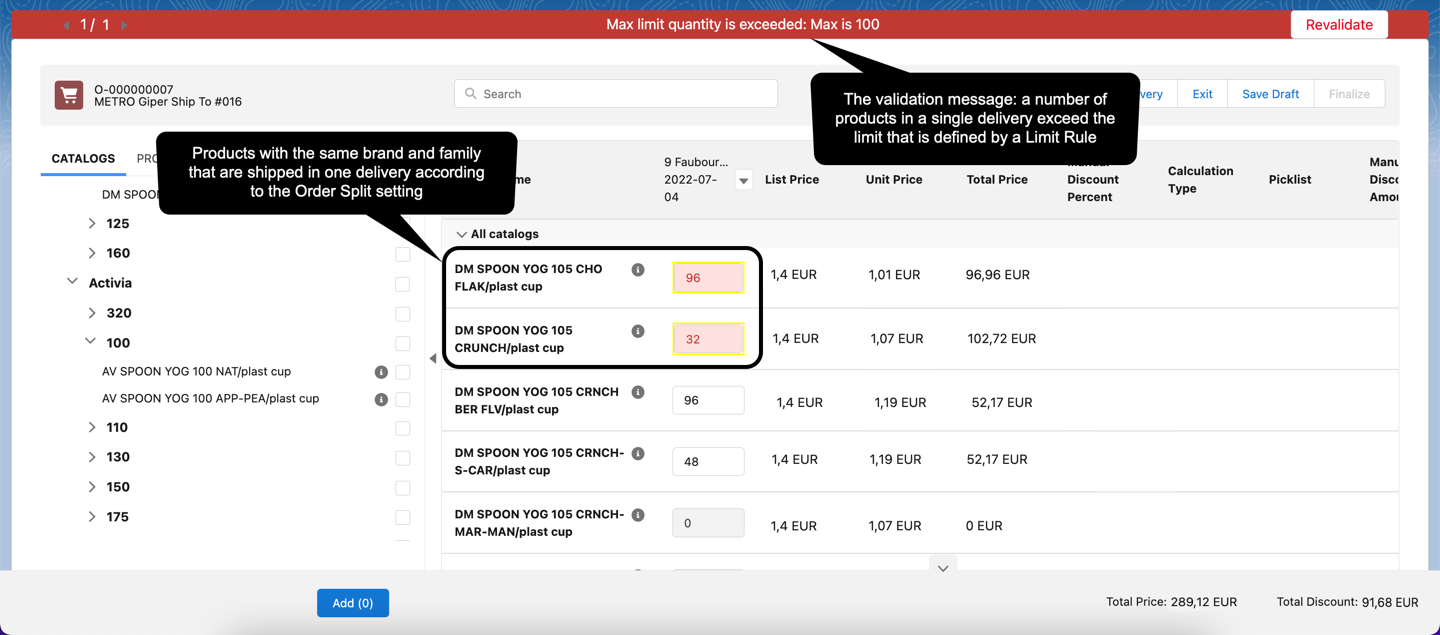 1 / 1
Max limit quantity is exceeded: Max is 100
Revalidate
O-000000007
METRO Giper Ship To #016
Search
very
Exit
Save Draft
Finalize
The validation message: a number of
products in a single delivery exceed the
limit that is defined by a Limit Rule
Products with the same brand and family
that are shipped in one delivery according
to the Order Split setting
CATALOGS
PRO
DM SPOON
125
160
Activia
320
100
AV SPOON YOG 100 NAT/plast cup
AV SPOON YOG 100 APP-PEA/plast cup
110
130
150
175
me
9 Faubour...
2022-07-
04
List Price
Unit Price
Total Price
Manual
Discount
Percent
Calculation
Type
Picklist
Manu
Disco
Amou
All catalogs
DM SPOON YOG 105 CHO
FLAK/plast cup
96
1,4 EUR
1,01 EUR
96,96 EUR
DM SPOON YOG 105
CRUNCH/plast cup
32
1,4 EUR
1,07 EUR
102,72 EUR
DM SPOON YOG 105 CRNCH
BER FLV/plast cup
96
1,4 EUR
1,19 EUR
52,17 EUR
DM SPOON YOG 105 CRNCH-
S-CAR/plast cup
48
1,4 EUR
1,19 EUR
52,17 EUR
DM SPOON YOG 105 CRNCH-
MAR-MAN/plast cup
0
1,4 EUR
1,07 EUR
0 EUR
Add (0)
Total Price: 289,12 EUR
Total Discount: 91,68 EUR